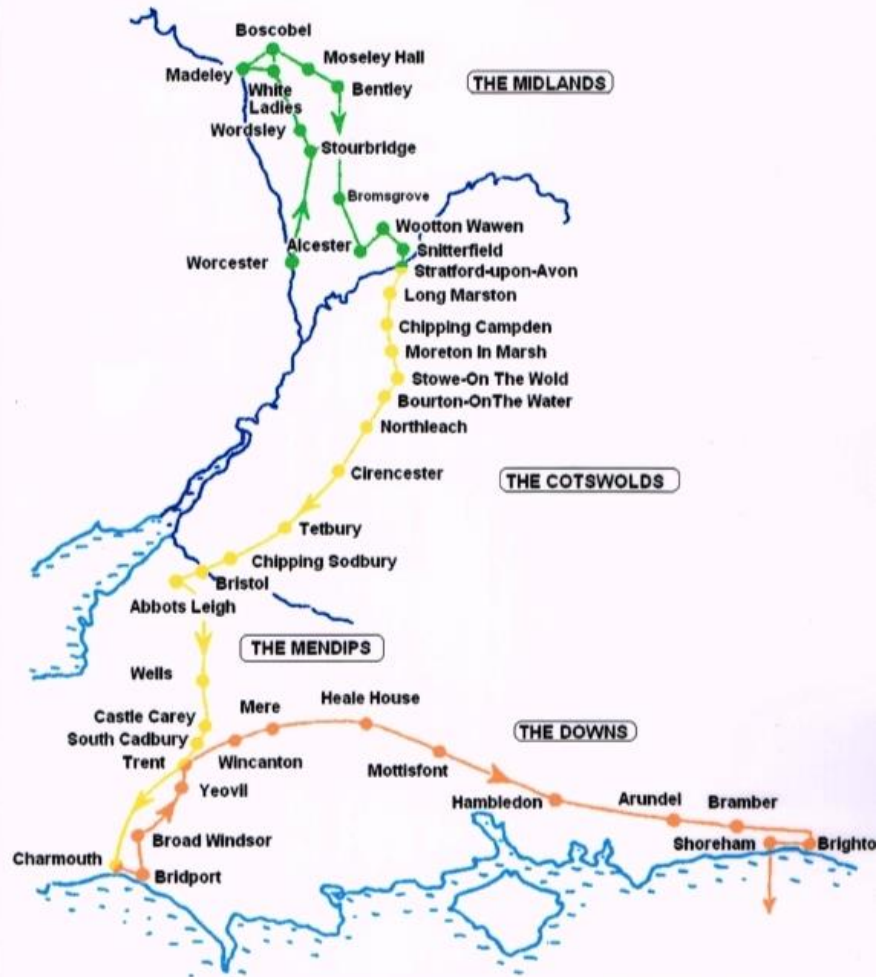 Boscobel
Moseley Hall
Madeley
THE MIDLANDS
White
Ladies
Bentley
Wordsley
Stourbridge
Bromsgrove
Wootton Wawen
Alcester
Snitterfield
Worcester
Stratford-upon-Avon
Long Marston
Chipping Campden
Moreton In Marsh
Stowe-On The Wold
Bourton-OnThe Water
Northleach
Cirencester
THE COTSWOLDS
Tetbury
Chipping Sodbury
Bristol
Abbots Leigh
THE MENDIPS
Wells
Heale House
Mere
Castle Carey
THE DOWNS
South Cadbury
Trent
Wincanton
Mottisfont
Yeovil
Hambledon
Arundel
Bramber
Broad Windsor
Shoreham
Brighto
Charmouth
Bridport